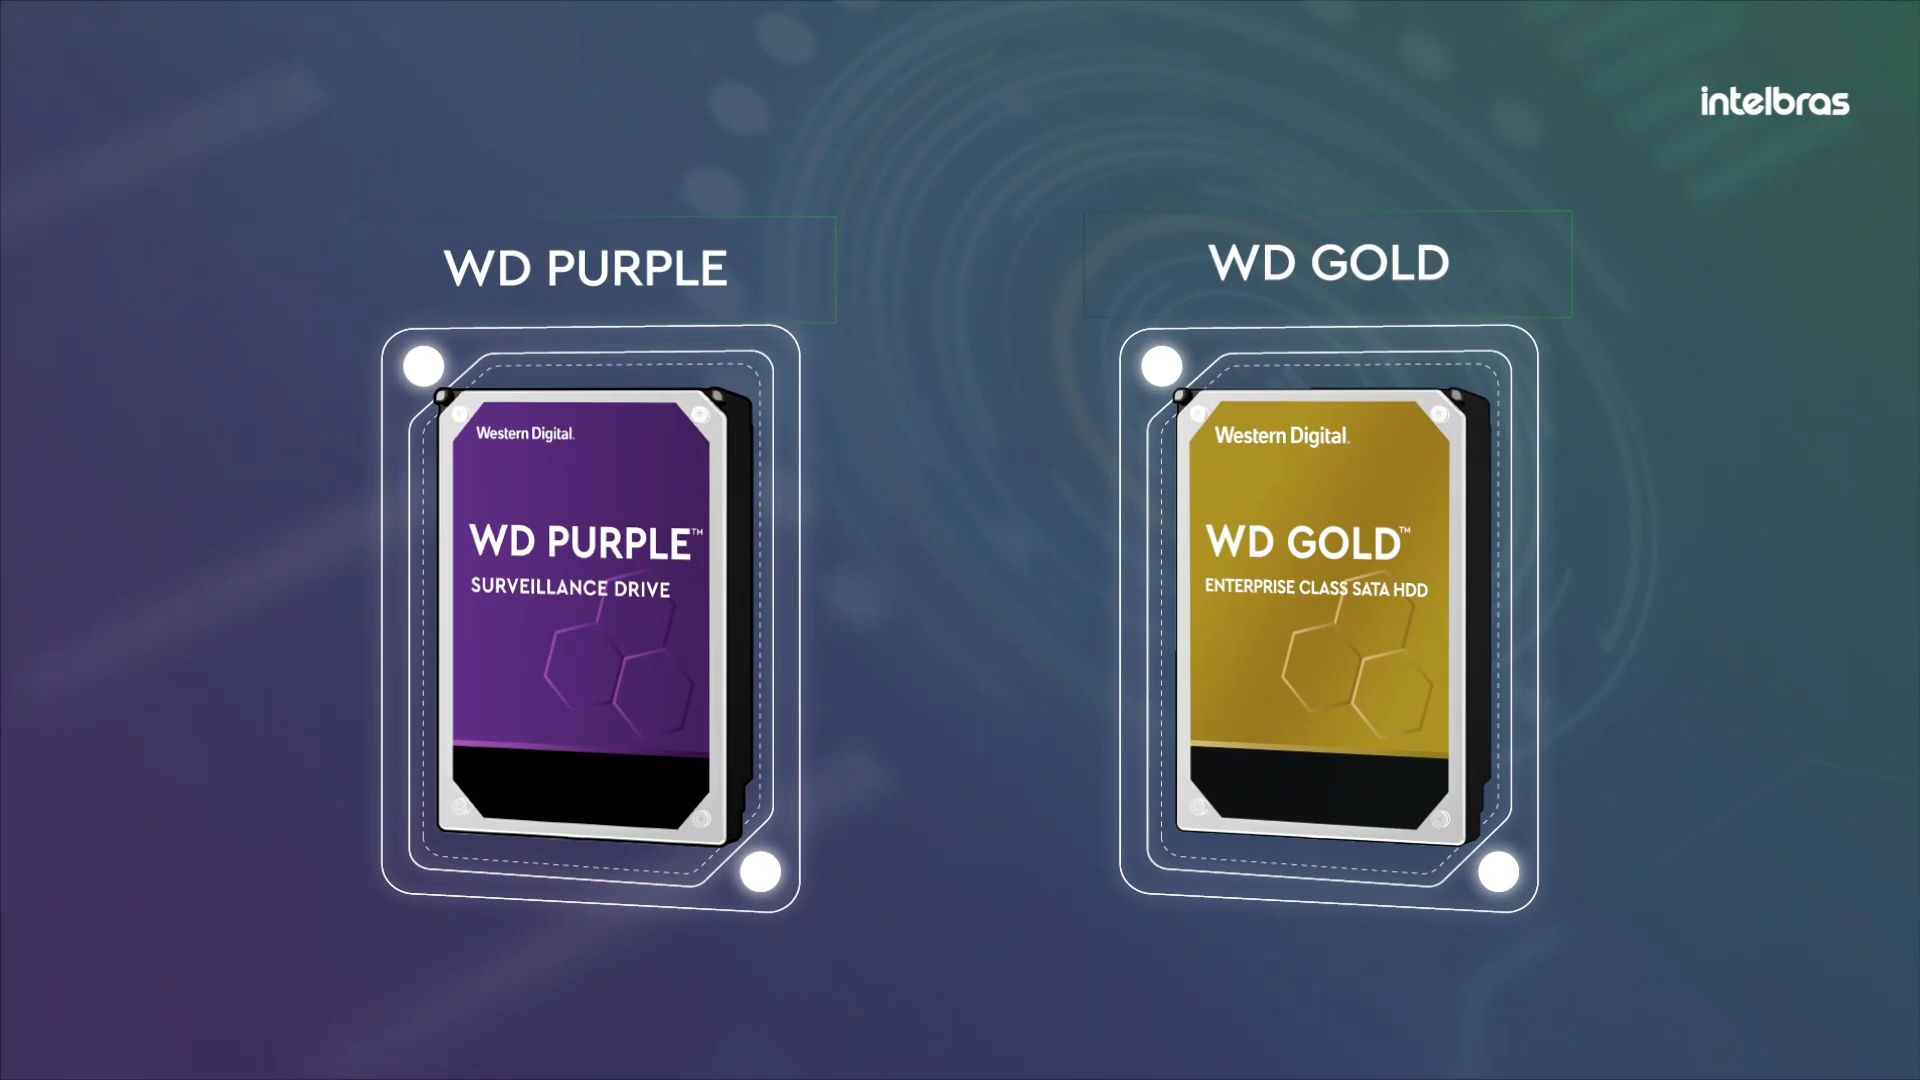 intelbras
WD PURPLE
Western Digital.
WD PURPLE™
SURVEILLANCE DRIVE
WD GOLD
Western Digital.
WD GOLD™
ENTERPRISE CLASS SATA HDD